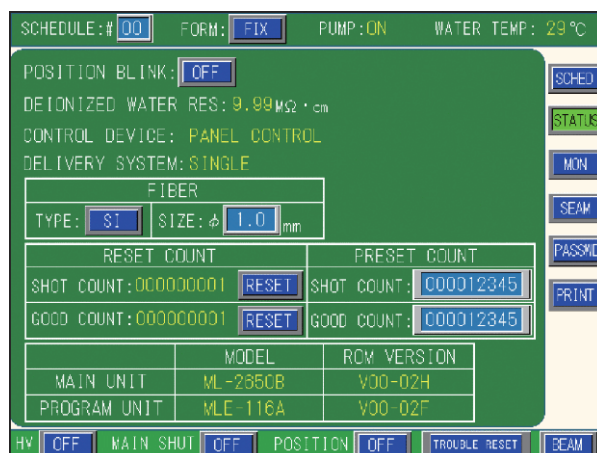 SCHEDULE:# 00 FORM: FIX PUMP:ON WATER TEMP: 29℃
POSITION BLINK: OFF
SCHED
DEIONIZED WATER RES: 9.99MΩ・cm
STATUS
CONTROL DEVICE: PANEL CONTROL
DELIVERY SYSTEM:SINGLE
MON
FIBER
TYPE: SI SIZE:φ 1.0 mm
SEAM
RESET COUNT PRESET COUNT
PASSWD
SHOT COUNT:000000001 RESET SHOT COUNT: 000012345
PRINT
GOOD COUNT:000000001 RESET GOOD COUNT: 000012345
MODEL ROM VERSION
MAIN UNIT ML-2650B V00-02H
PROGRAM UNIT MLE-116A V00-02F
HV OFF MAIN SHUT OFF POSITION OFF TROUBLE RESET BEAM